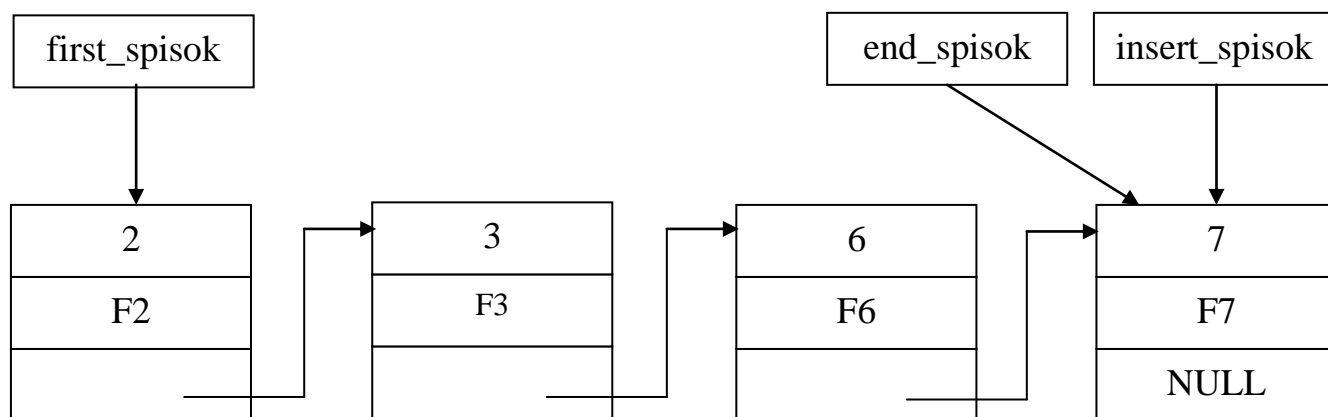 first_spisok
end_spisok
insert_spisok
2
3
6
7
F2
F3
F6
F7
NULL